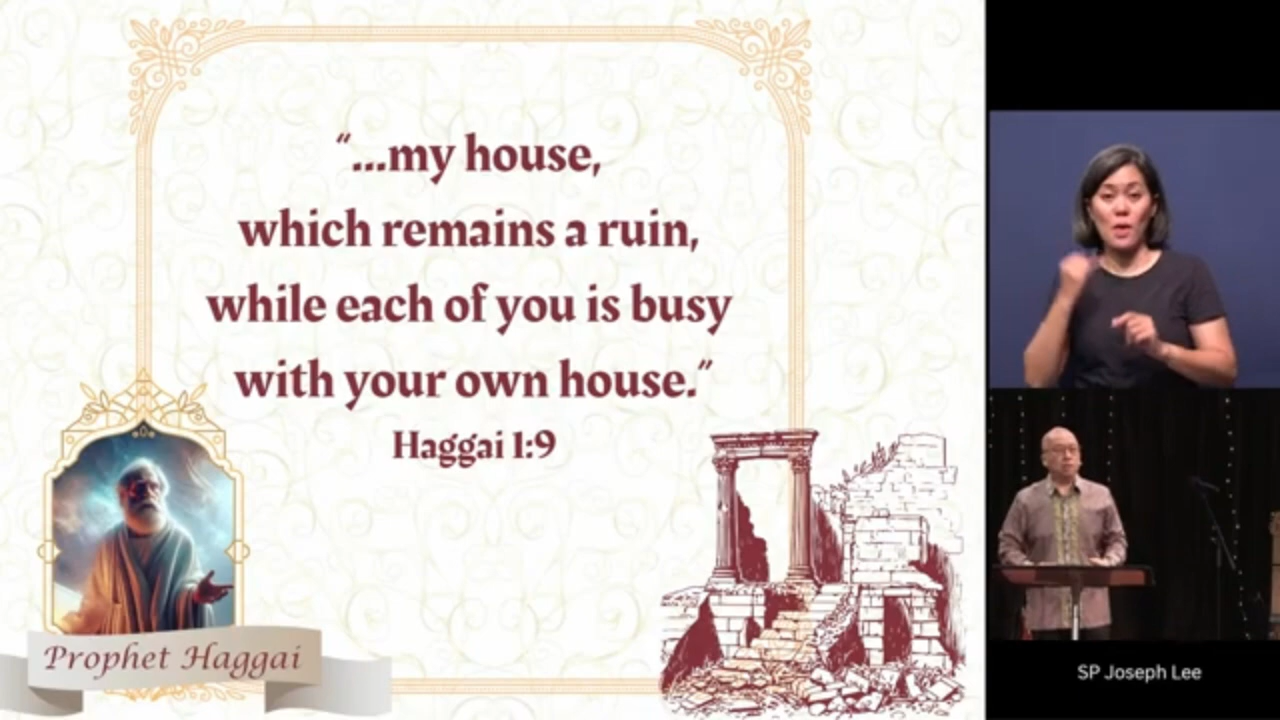 “...my house,
which remains a ruin,
while each of you is busy
with your own house.”
Haggai 1:9
Prophet Haggai
SP Joseph Lee